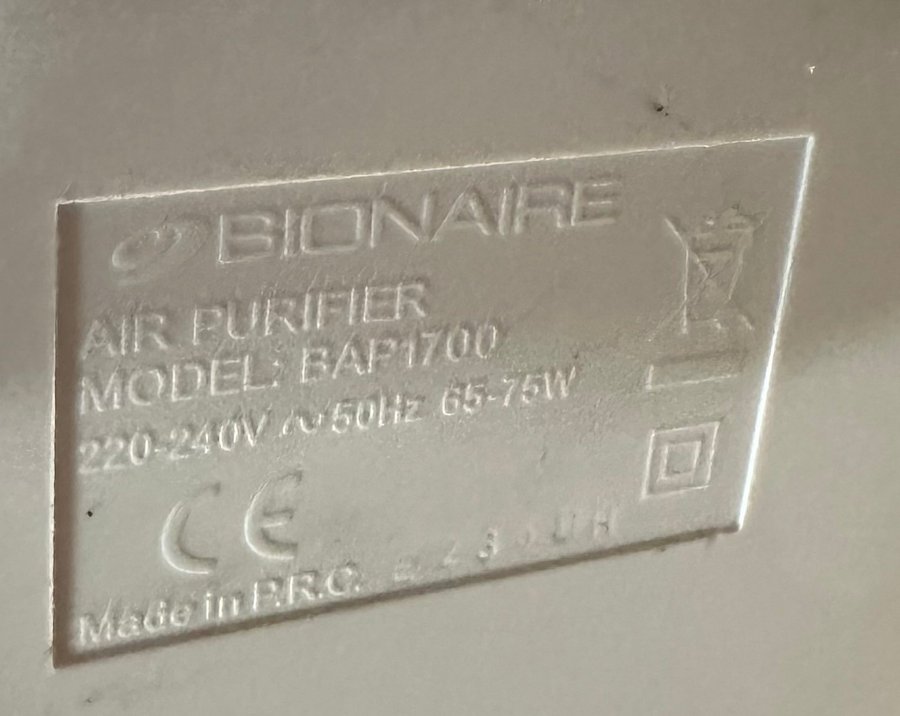 BIONAIRE
AIR PURIFIER
MODEL: BAP1700
220-240V ~ 50Hz 65-75W
CE
Made in P.R.C.